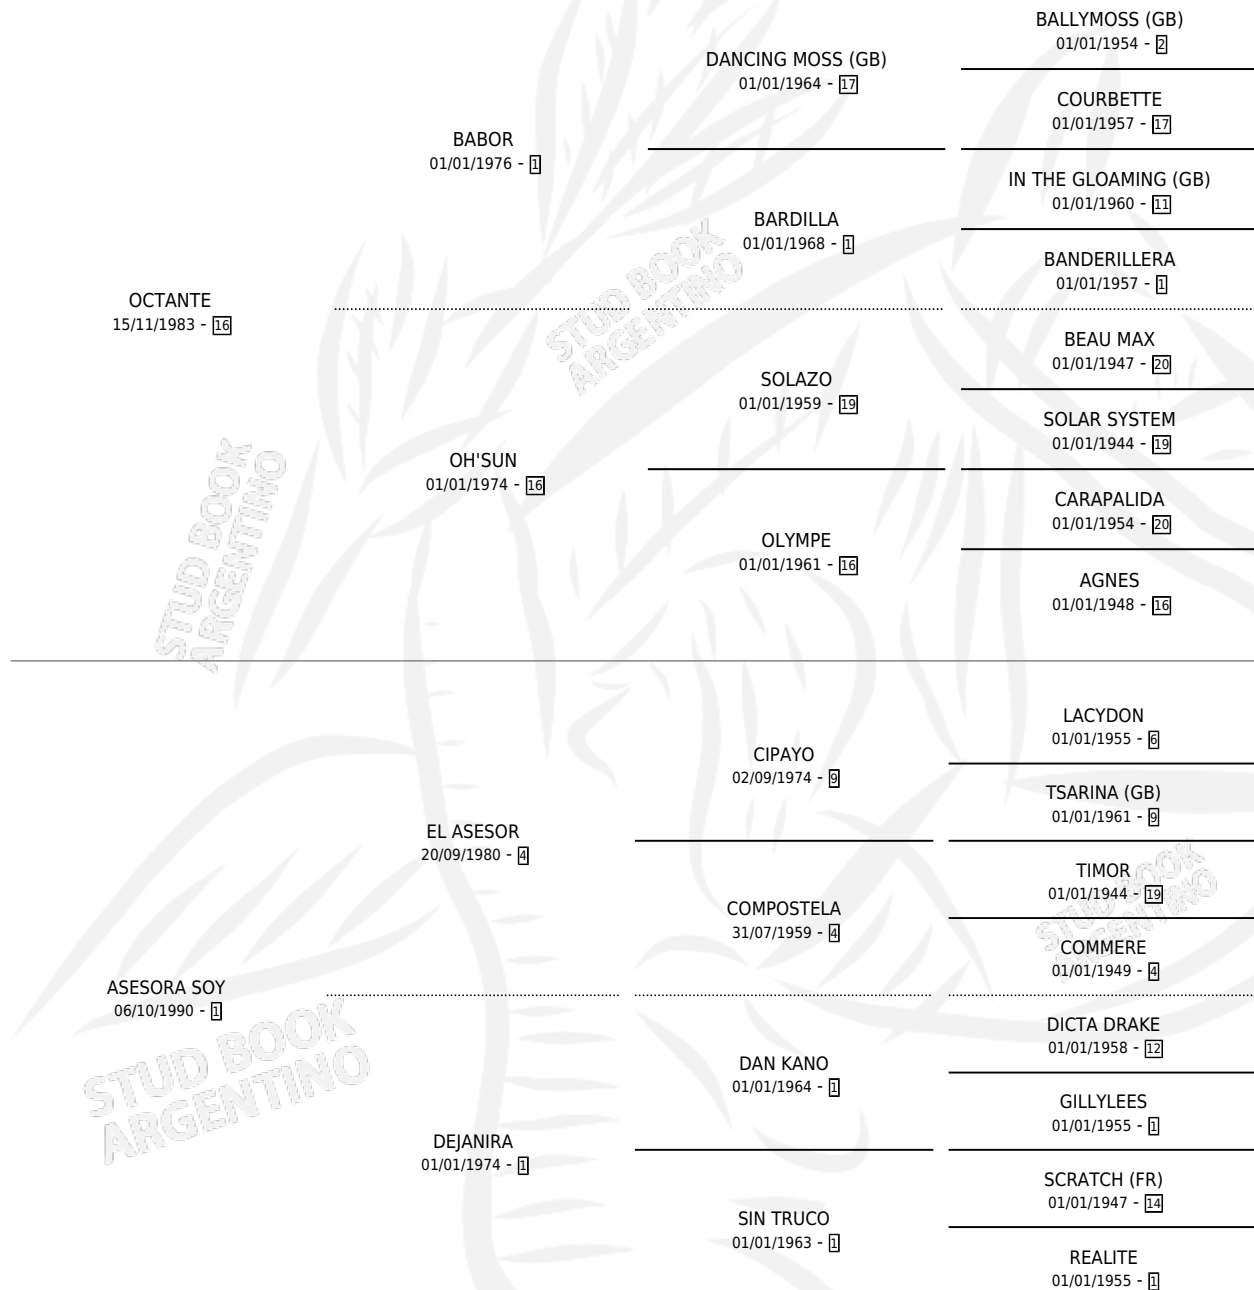 BALLYMOSS (GB)
01/01/1954 - 2
DANCING MOSS (GB)
01/01/1964 - 17
COURBETTE
01/01/1957 - 17
BABOR
01/01/1976 - 1
IN THE GLOAMING (GB)
01/01/1960 - 11
BARDILLA
01/01/1968 - 1
BANDERILLERA
01/01/1957 - 1
OCTANTE
15/11/1983 - 16
BEAU MAX
01/01/1947 - 20
SOLAZO
01/01/1959 - 19
SOLAR SYSTEM
01/01/1944 - 19
OH'SUN
01/01/1974 - 16
CARAPALIDA
01/01/1954 - 20
OLYMPE
01/01/1961 - 16
AGNES
01/01/1948 - 16
STUD BOOK
ARGENTINO
STUD BOOK
ARGENTINO
LACYDON
01/01/1955 - 6
CIPAYO
02/09/1974 - 9
TSARINA (GB)
01/01/1961 - 9
EL ASESOR
20/09/1980 - 4
TIMOR
01/01/1944 - 19
COMPOSTELA
31/07/1959 - 4
COMMERE
01/01/1949 - 4
ASESORA SOY
06/10/1990 - 1
DICTA DRAKE
01/01/1958 - 12
DAN KANO
01/01/1964 - 1
GILLYLEES
01/01/1955 - 1
DEJANIRA
01/01/1974 - 1
SCRATCH (FR)
01/01/1947 - 14
SIN TRUCO
01/01/1963 - 1
REALITE
01/01/1955 - 1
STUD BOOK
ARGENTINO
STUD BOOK
ARGENTINO